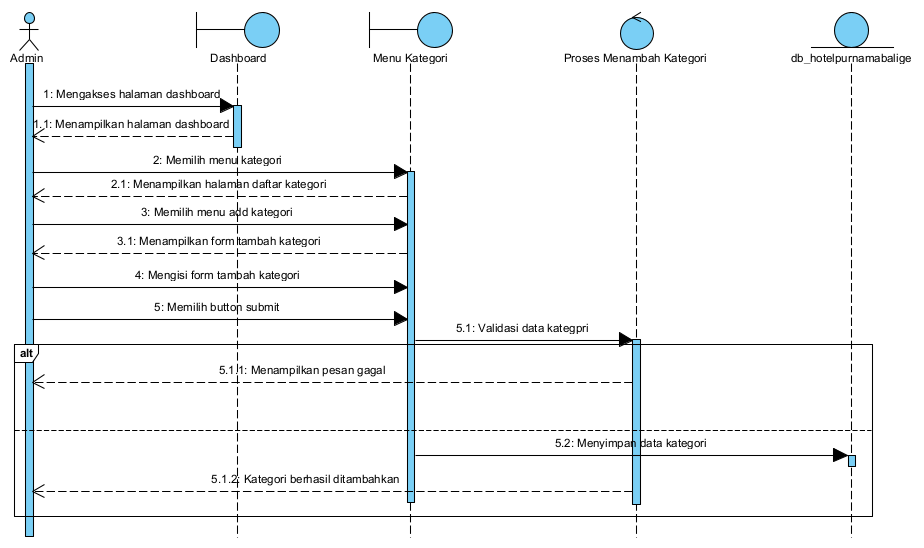 Admin
Dashboard
Menu Kategori
Proses Menambah Kategori
db_hotelpurnamabalige
1: Mengakses halaman dashboard
1.1: Menampilkan halaman dashboard
2: Memilih menu kategori
2.1: Menampilkan halaman daftar kategori
3: Memilih menu add kategori
3.1: Menampilkan form tambah kategori
4: Mengisi form tambah kategori
5: Memilih button submit
5.1: Validasi data kategpri
alt
5.1.1: Menampilkan pesan gagal
5.2: Menyimpan data kategori
5.1.2: Kategori berhasil ditambahkan